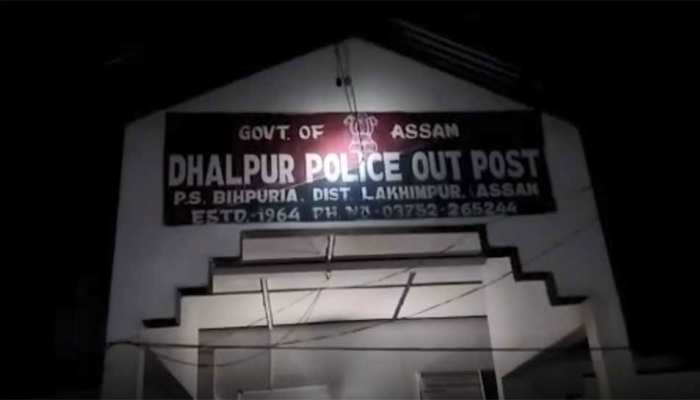 GOVT. OF ASSAM
DHALPUR POLICE OUT POST
P.S. BIHPURIA. DIST. LAKHIMPUR. (ASSAN
ESTD.-1964 PH. NO-03752-265244